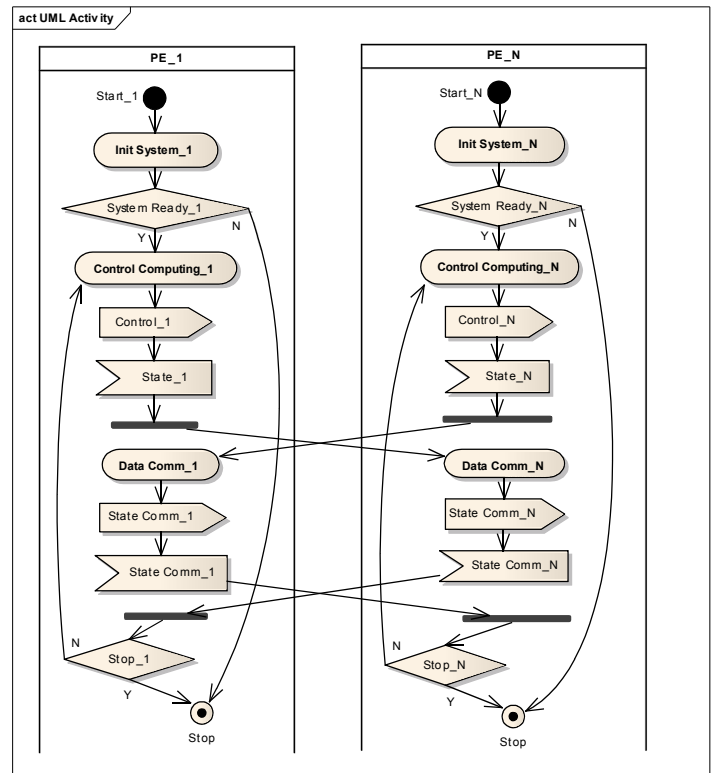 act UML Activity
PE_1
Start_1
Init System_1
System Ready_1
N
Y
Control Computing_1
Control_1
State_1
Data Comm_1
State Comm_1
State Comm_1
N
Stop_1
Y
Stop
PE_N
Start_N
Init System_N
System Ready_N
N
Y
Control Computing_N
Control_N
State_N
Data Comm_N
State Comm_N
State Comm_N
N
Stop_N
Y
Stop